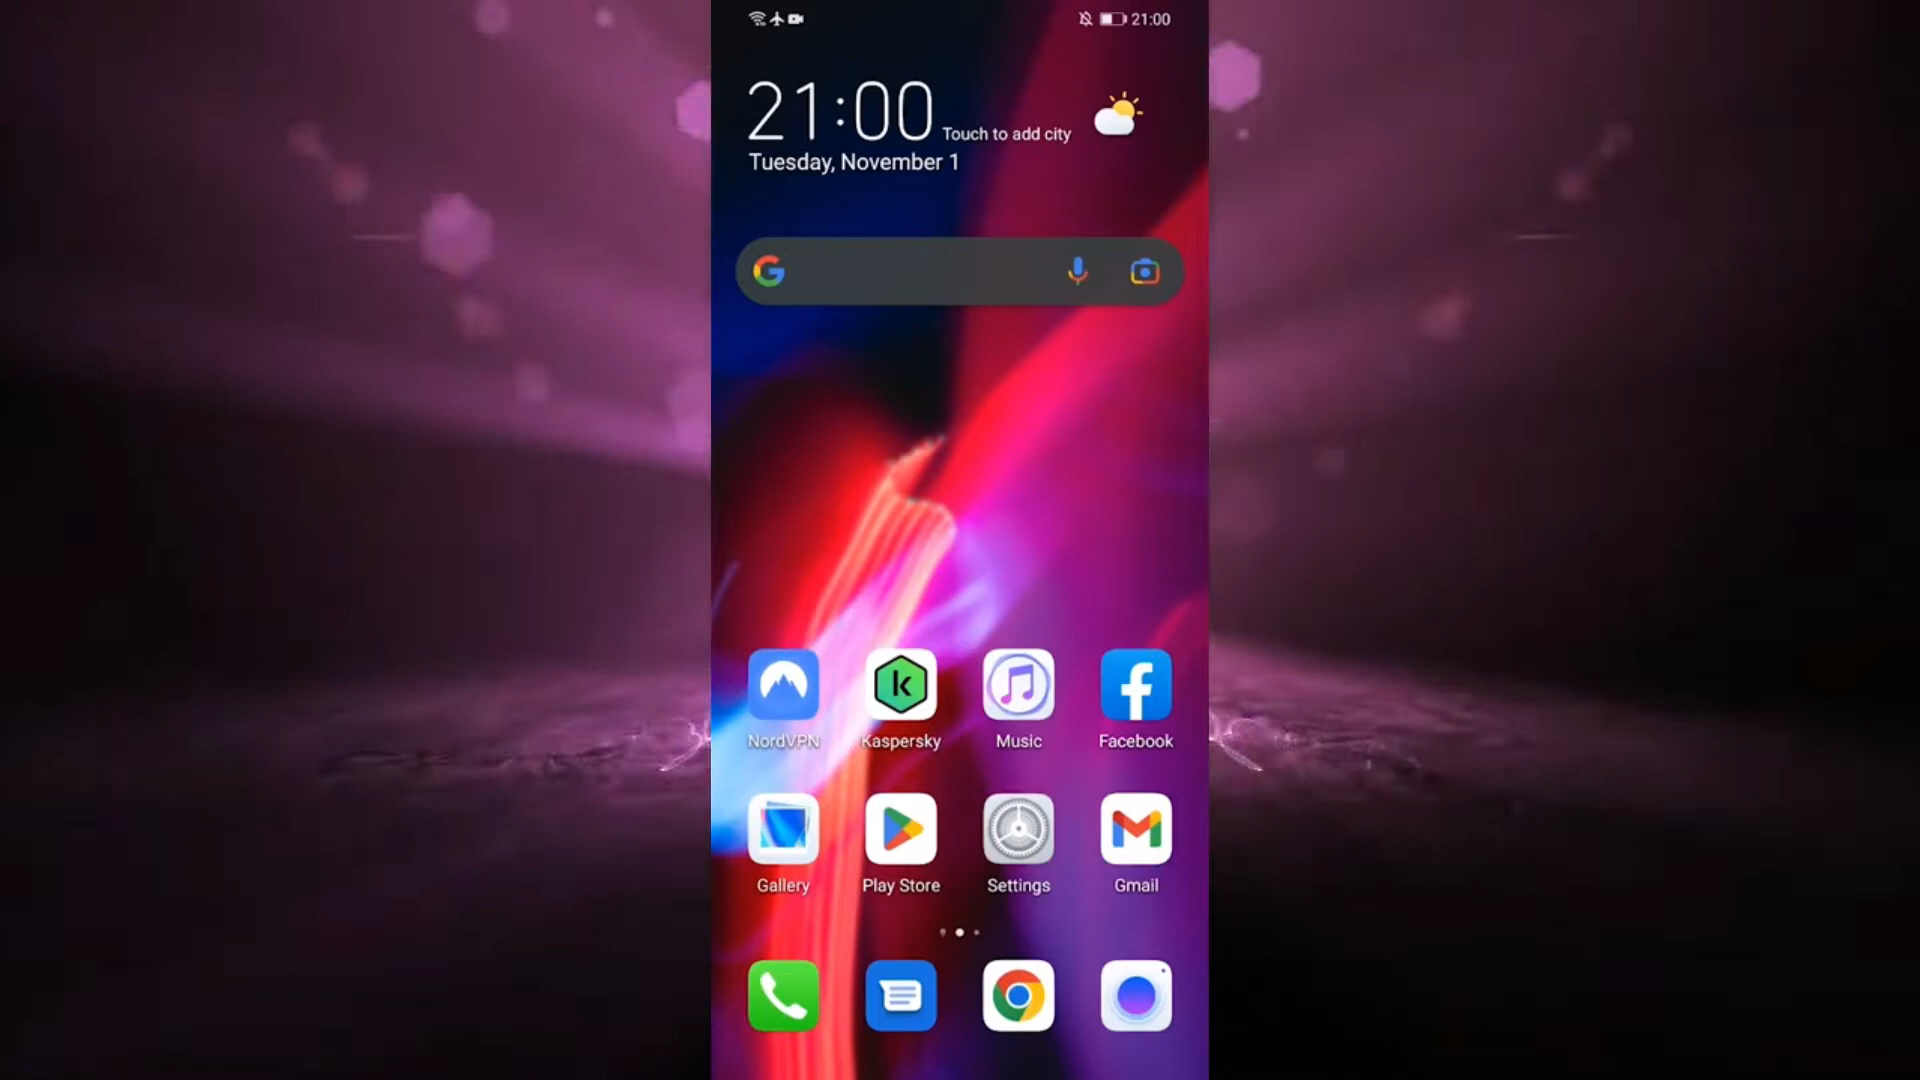 21:00
21:00 Touch to add city
Tuesday, November 1
NordVPN Kaspersky Music Facebook
Gallery Play Store Settings Gmail